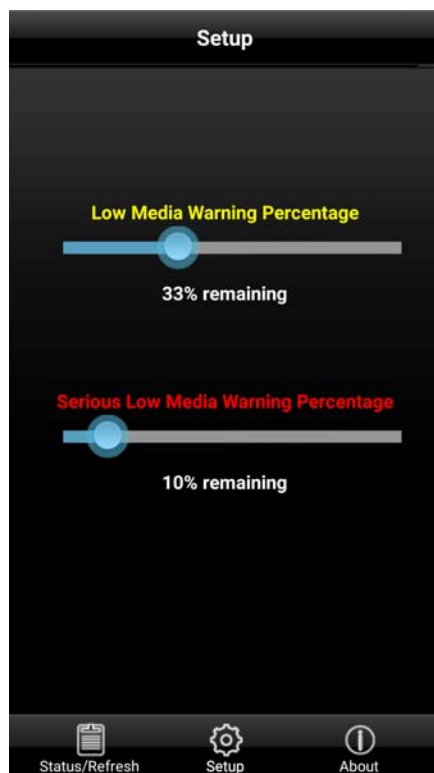 Setup
Low Media Warning Percentage
33% remaining
Serious Low Media Warning Percentage
10% remaining
Status/Refresh Setup About